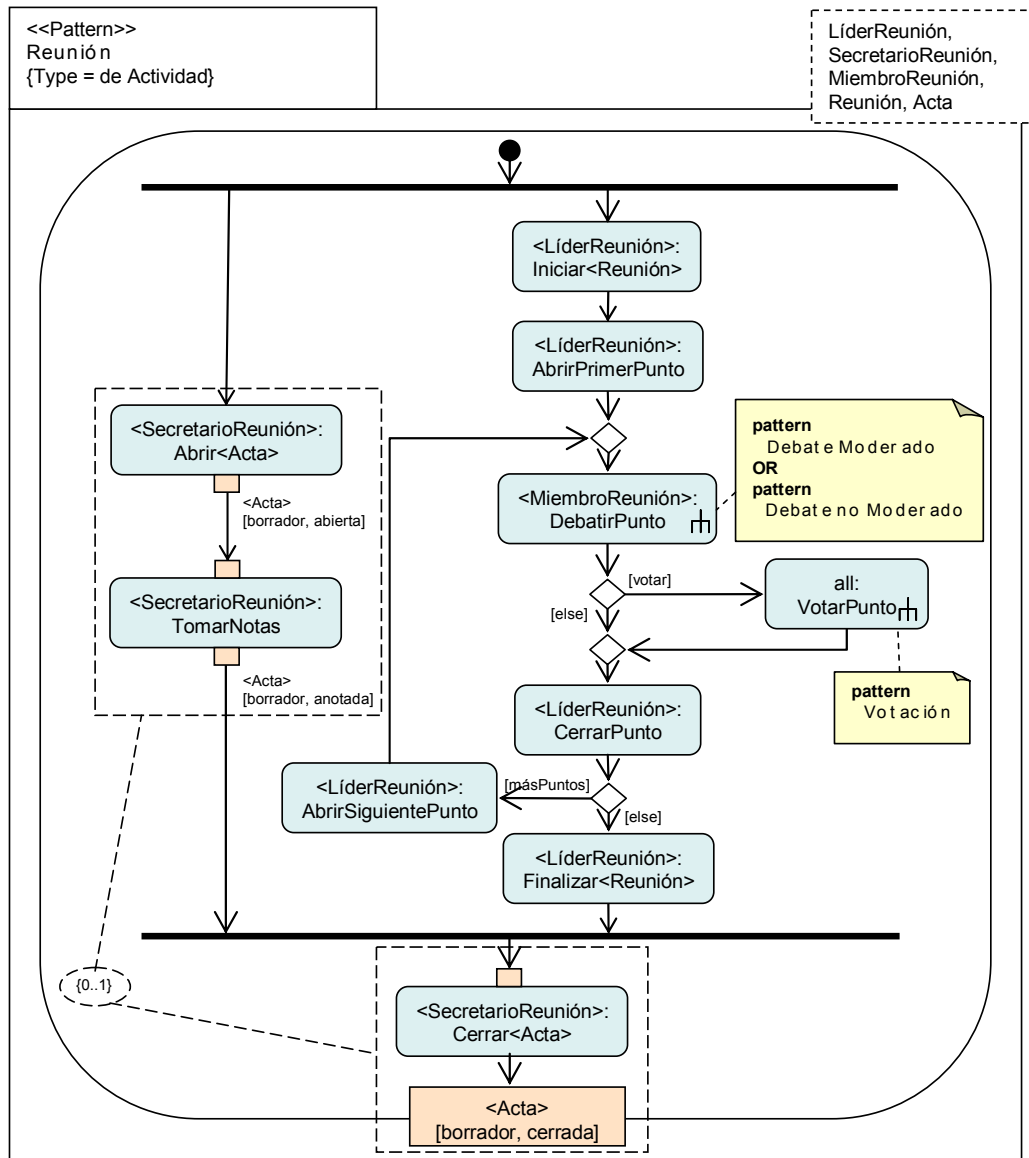 <<Pattern>>
Reunión
{Type = de Actividad}
LíderReunión,
SecretarioReunión,
MiembroReunión,
Reunión, Acta
<LíderReunión>:
Iniciar<Reunión>
<LíderReunión>:
AbrirPrimerPunto
<SecretarioReunión>:
Abrir<Acta>
<Acta>
[borrador, abierta]
<SecretarioReunión>:
TomarNotas
<Acta>
[borrador, anotada]
<MiembroReunión>:
DebatirPunto
pattern
Debate Moderado
OR
pattern
Debate no Moderado
[votar]
[else]
all:
VotarPunto
pattern
Votación
<LíderReunión>:
CerrarPunto
[másPuntos]
<LíderReunión>:
AbrirSiguientePunto
[else]
<LíderReunión>:
Finalizar<Reunión>
{0..1}
<SecretarioReunión>:
Cerrar<Acta>
<Acta>
[borrador, cerrada]